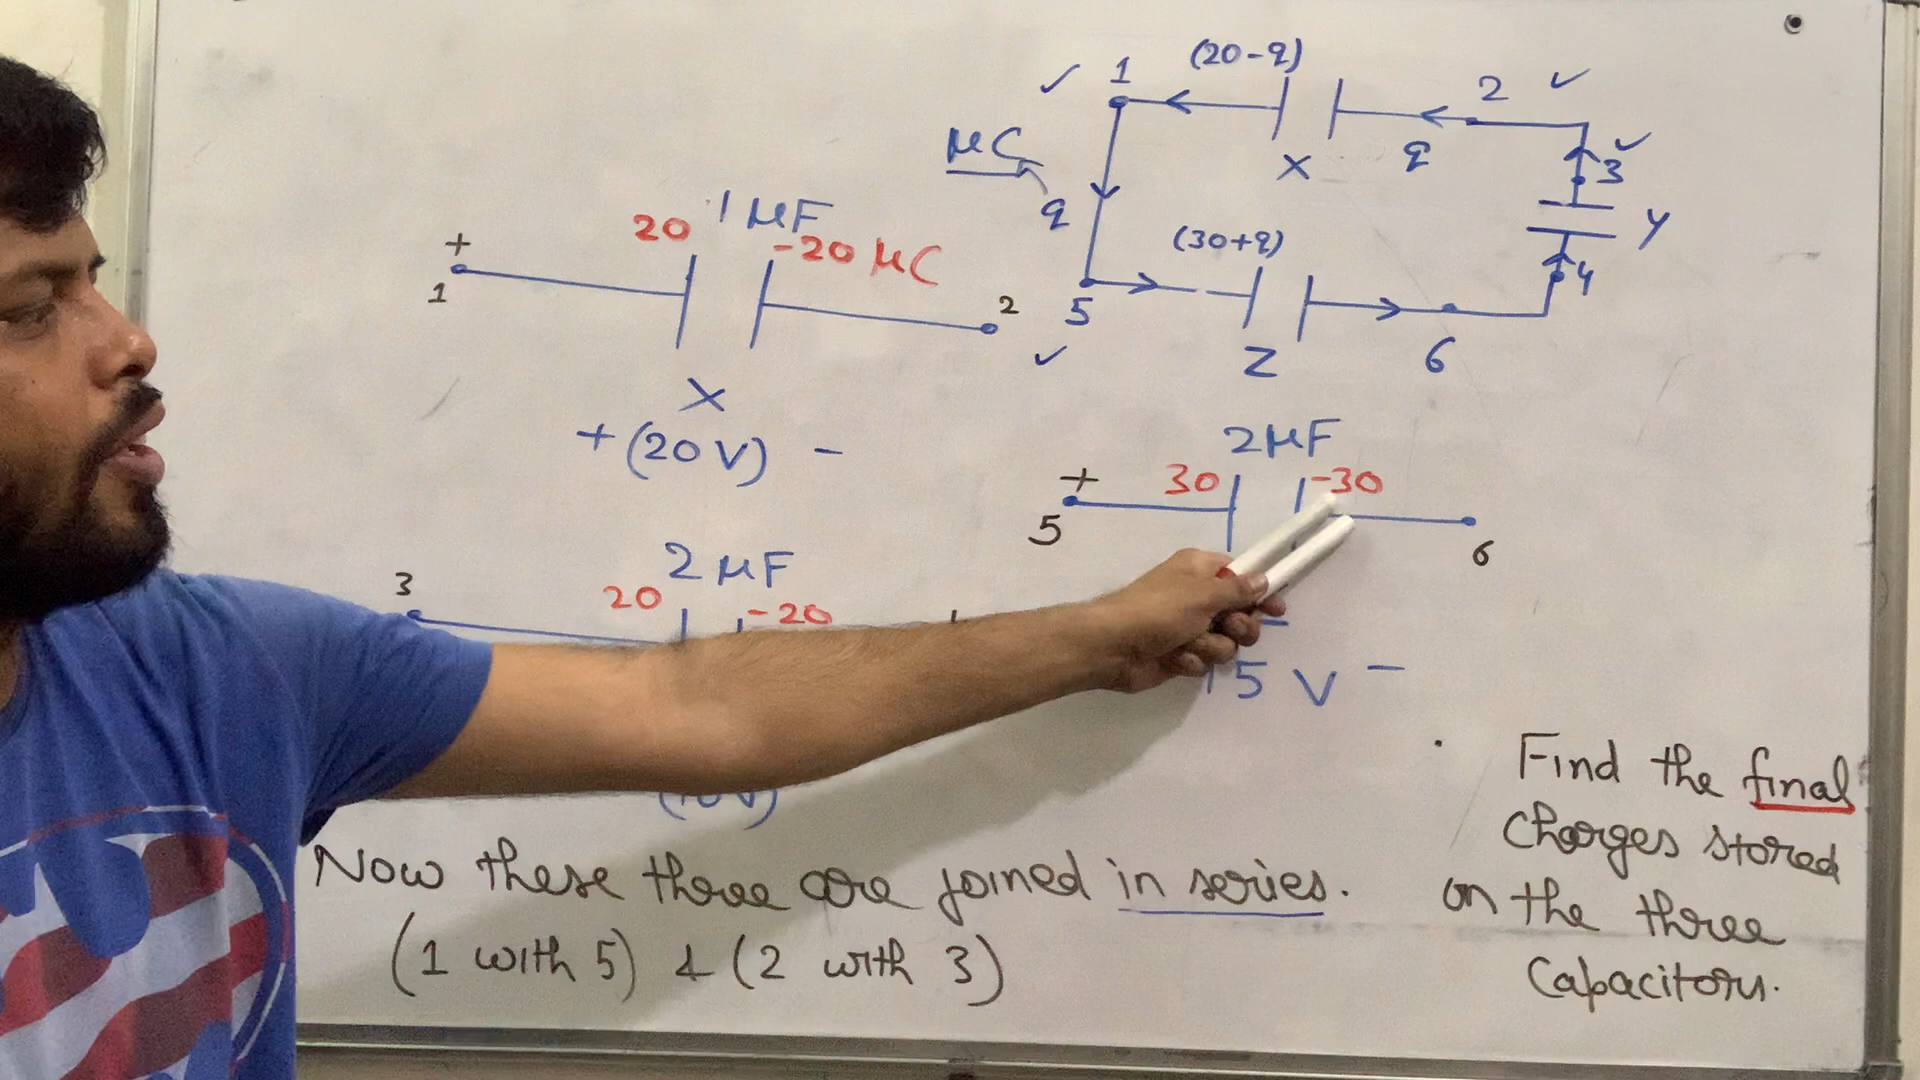 1 μF
20
-20 μC
+
1
2
X
+ (20 V) -
2 μF
3
20
-20
(10V)
(20-q)
1
2
μC
X
q
3
Y
q
(30+q)
4
5
Z
6
2μF
+
30
-30
5
6
15 V -
Now these three are joined in series.
(1 with 5) & (2 with 3)
Find the final
charges stored
on the three
capacitors.